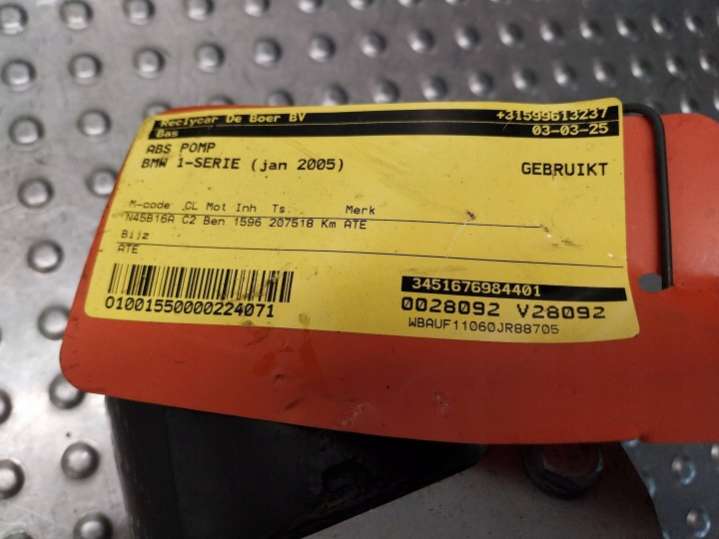 Reclycar De Boer BV +31599613237
Bas 03-03-25
ABS POMP
BMW 1-SERIE (jan 2005) GEBRUIKT
M-code CL Mot Inh Ts Merk
N45B16A C2 Ben 1596 207518 Km ATE
Bijz
ATE
3451676984401
01001550000224071 0028092 V28092
WBAUF11060JR88705